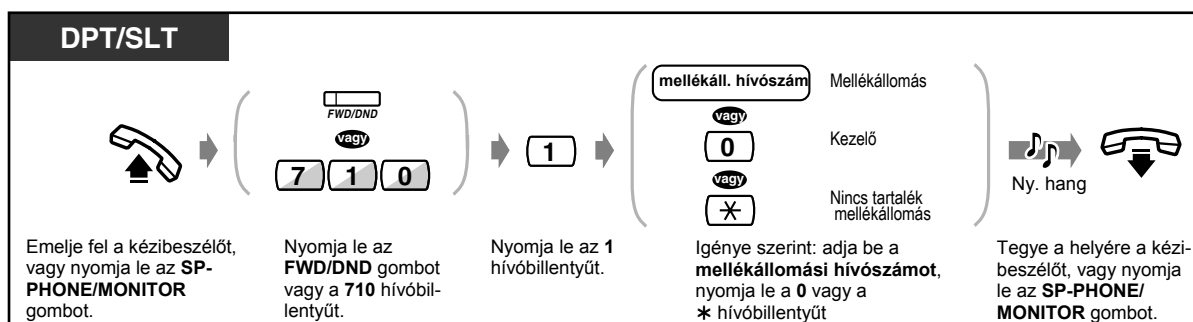 DPT/SLT
FWD/DND
vagy
7 1 0
1
mellékáll. hívószám
Mellékállomás
vagy
0
Kezelő
vagy
Nincs tartalék
mellékállomás
Ny. hang
Emelje fel a kézibeszélőt,
vagy nyomja le az SP-
PHONE/MONITOR
gombot.
Nyomja le az
FWD/DND gombot
vagy a 710 hívóbil-
lentyűt.
Nyomja le az 1
hívóbillentyűt.
Igénye szerint: adja be a
mellékállomási hívószámot,
nyomja le a 0 vagy a
* hívóbillentyűt
Tegye a helyére a kézi-
beszélőt, vagy nyomja
le az SP-PHONE/
MONITOR gombot.